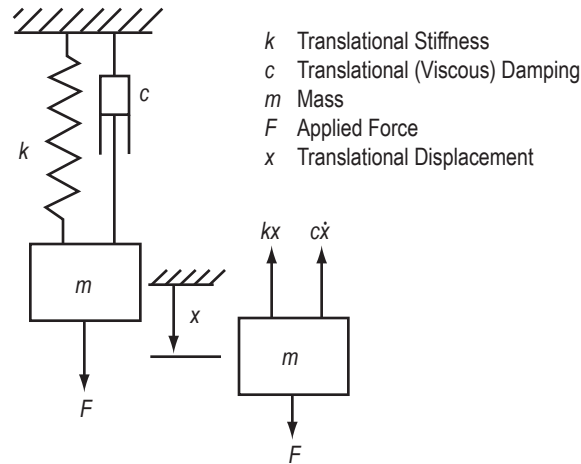 k Translational Stiffness
c Translational (Viscous) Damping
m Mass
F Applied Force
x Translational Displacement
c
k
m
F
x
kx cẋ
m
F